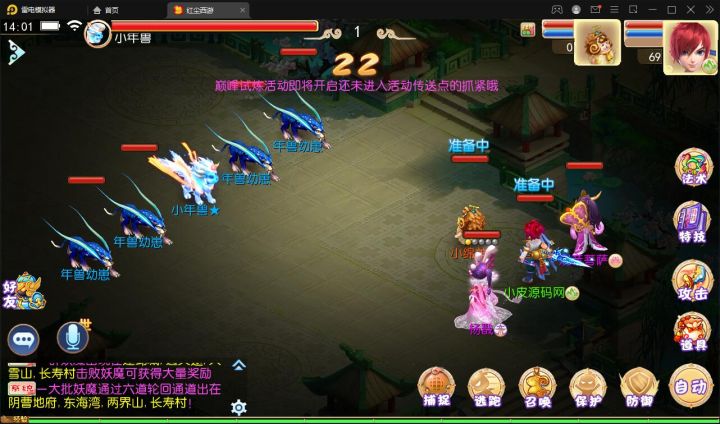 雷电模拟器
首页
红尘西游
14:01
小年兽
1
22
0
69
巅峰试炼活动即将开启还未进入活动传送点的抓紧哦
年兽幼崽
年兽幼崽
小年兽★
年兽幼崽
年兽幼崽
准备中
准备中
小皮源码网
好友
法术
特技
攻击
道具
雪山,长寿村击败妖魔可获得大量奖励
系统 一大批妖魔通过六道轮回通道出在
阴曹地府,东海湾,两界山,长寿村!
捕捉
逃跑
召唤
保护
防御
自动
经验